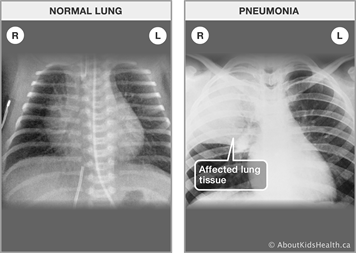 NORMAL LUNG
R L
PNEUMONIA
R L
Affected lung
tissue
© AboutKidsHealth.ca